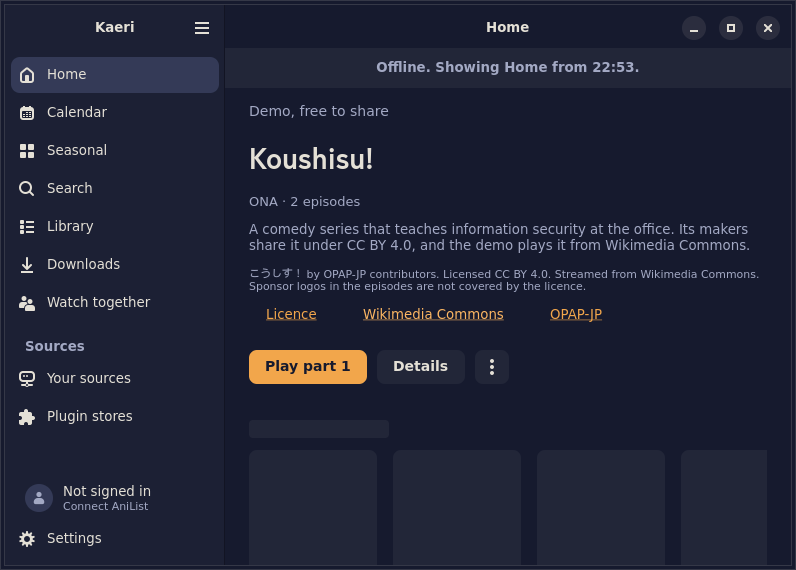 Kaeri
Home
Offline. Showing Home from 22:53.
Home
Calendar
Seasonal
Search
Library
Downloads
Watch together
Sources
Your sources
Plugin stores
Not signed in
Connect AniList
Settings
Demo, free to share
Koushisu!
ONA · 2 episodes
A comedy series that teaches information security at the office. Its makers
share it under CC BY 4.0, and the demo plays it from Wikimedia Commons.
こうしす！ by OPAP-JP contributors. Licensed CC BY 4.0. Streamed from Wikimedia Commons.
Sponsor logos in the episodes are not covered by the licence.
Licence Wikimedia Commons OPAP-JP
Play part 1 Details